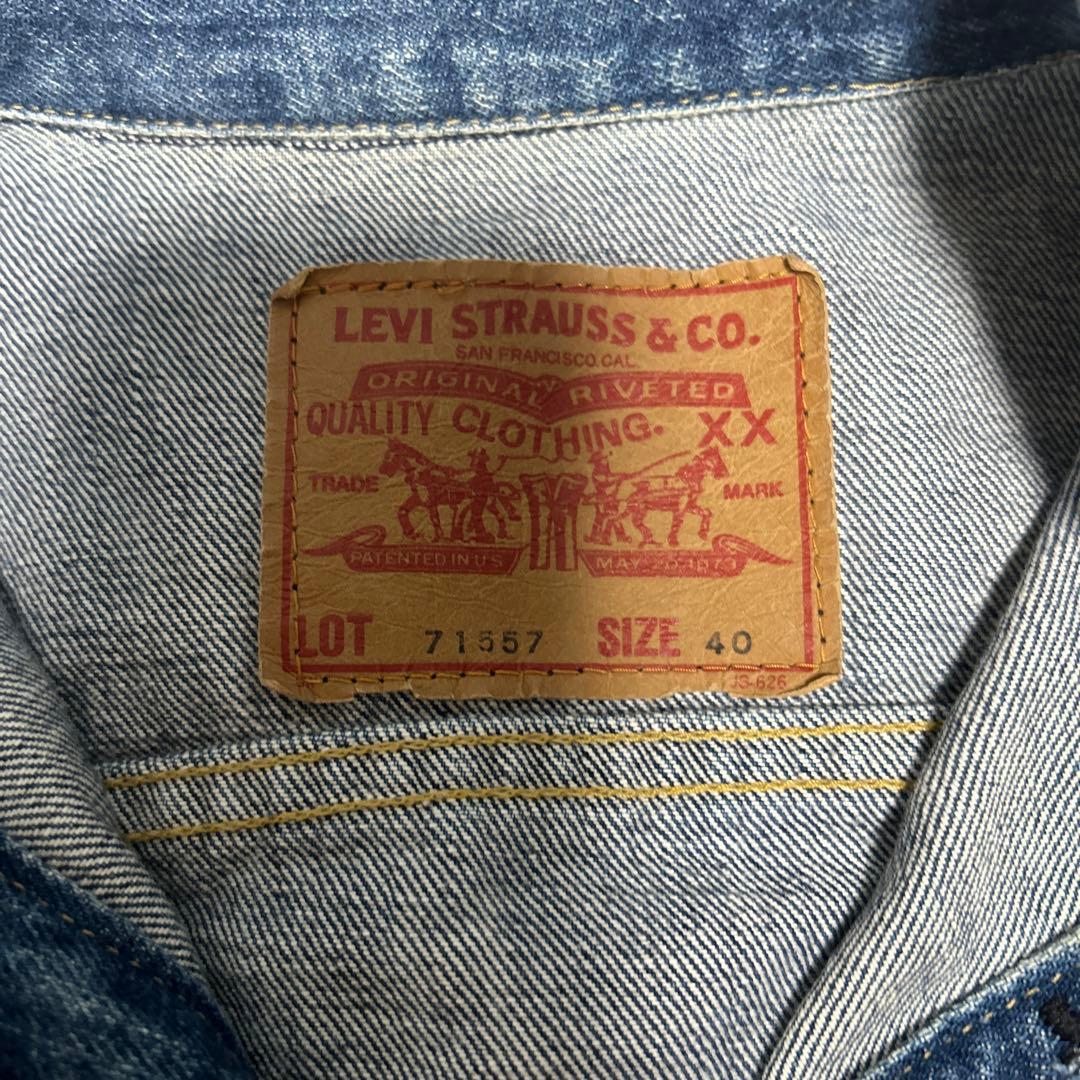 LEVI STRAUSS & CO.
SAN FRANCISCO. CAL.
ORIGINAL RIVETED
QUALITY CLOTHING. XX
TRADE MARK
PATENTED IN U S MAY 20 1873
LOT 71557 SIZE 40
JS-626